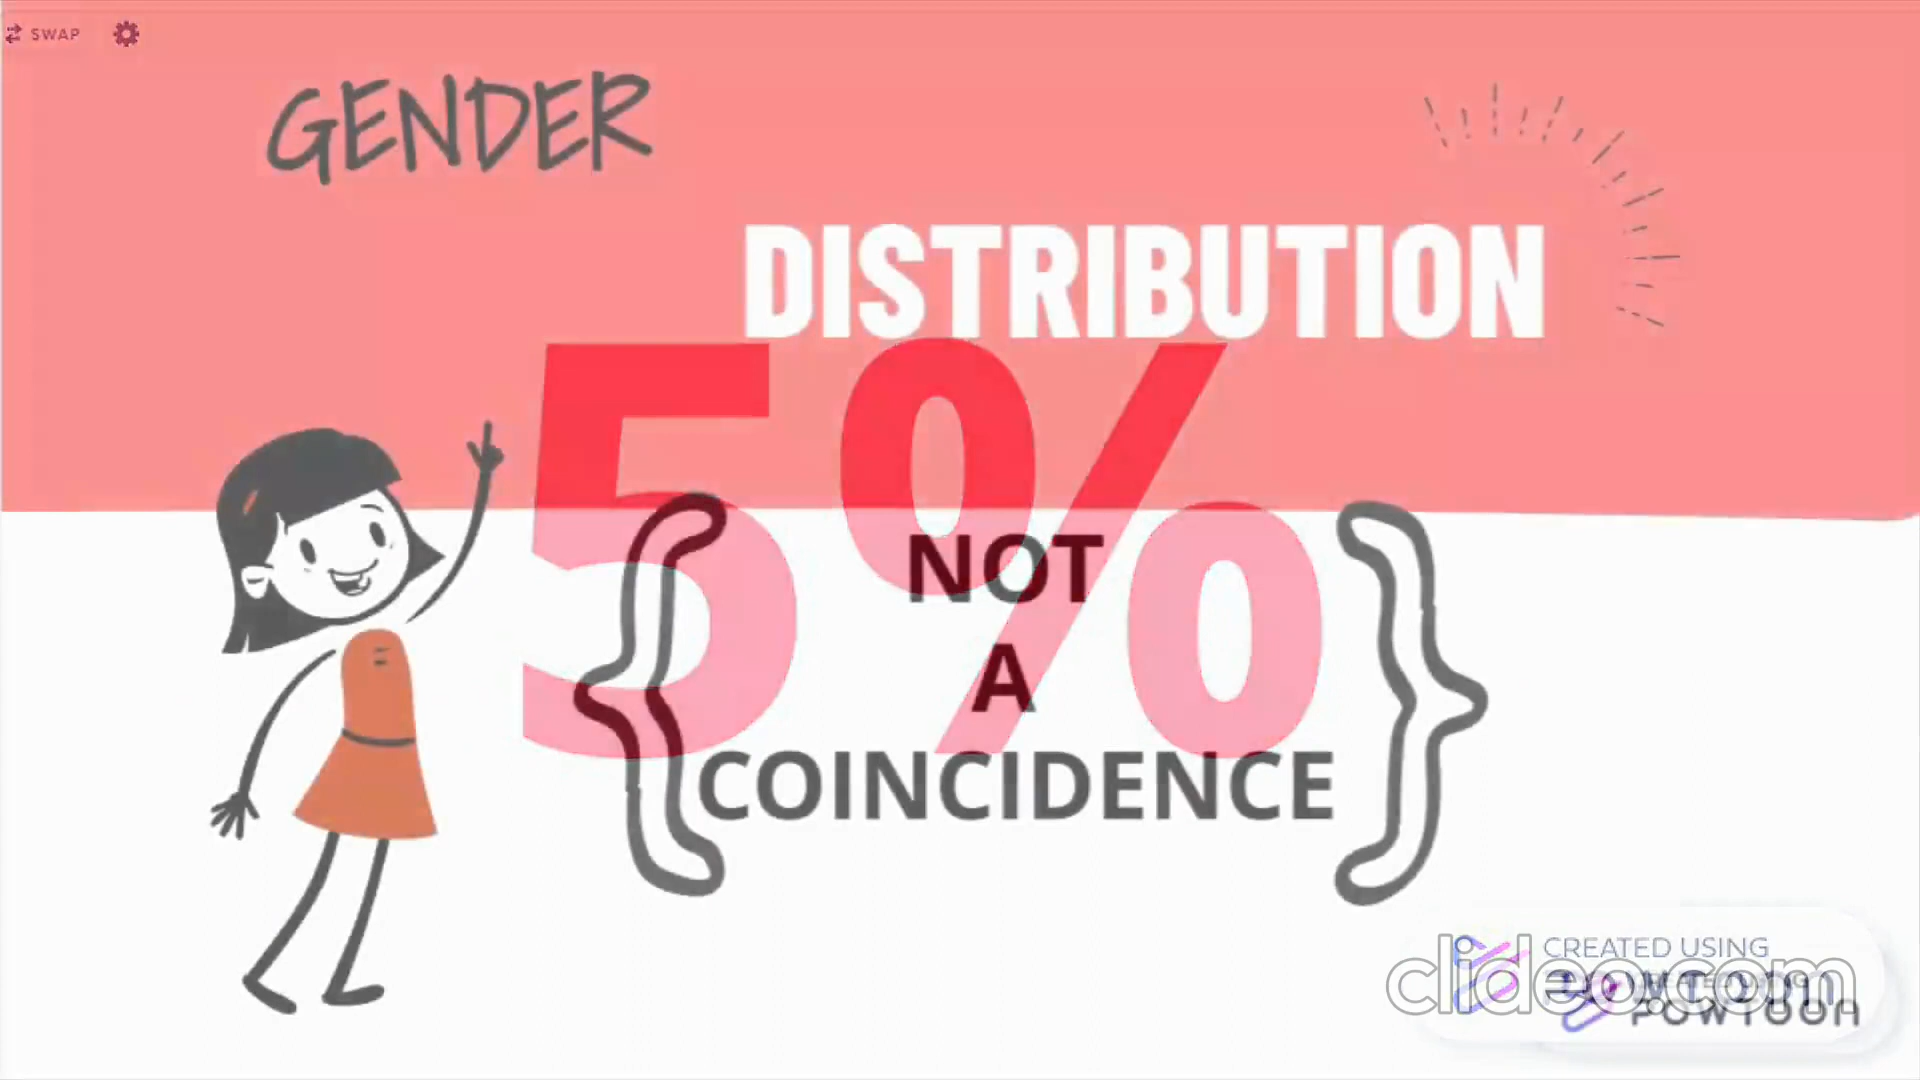 SWAP
GENDER
DISTRIBUTION
5%
NOT
A
COINCIDENCE
CREATED USING
clideo.com
POWTOON